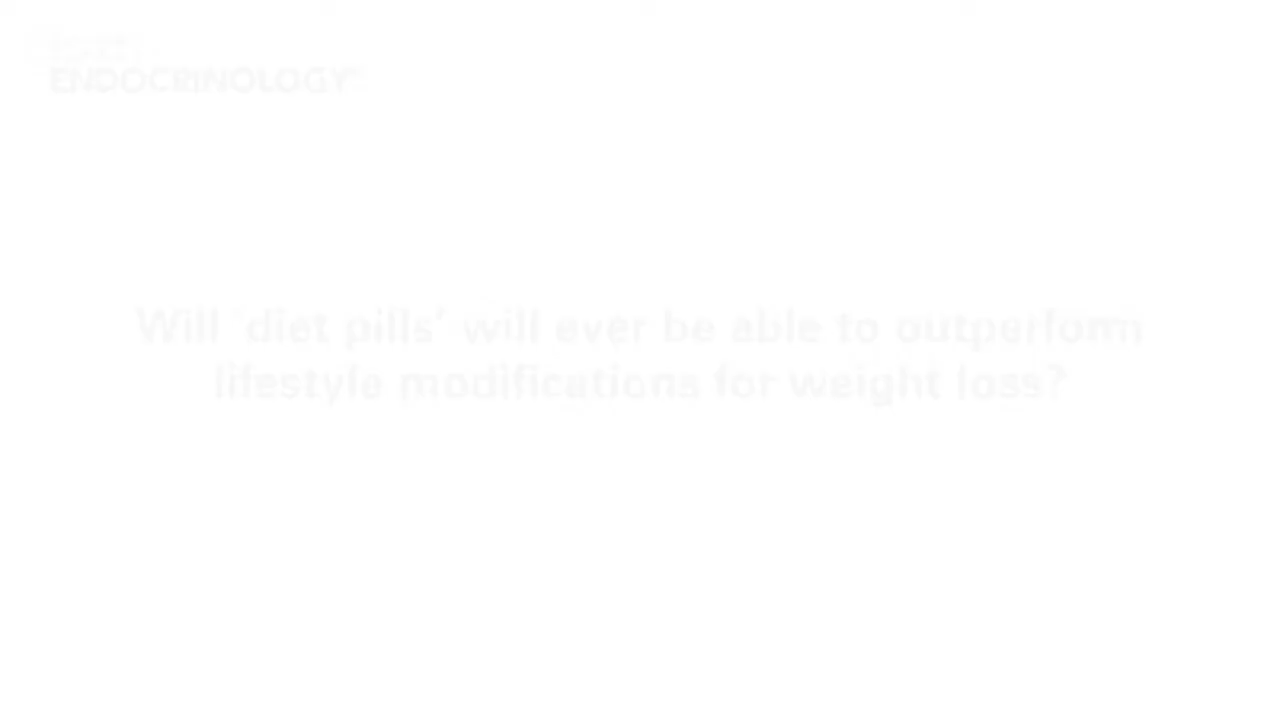 ENDOCRINOLOGY
Will 'diet pills' will ever be able to outperform
lifestyle modifications for weight loss?